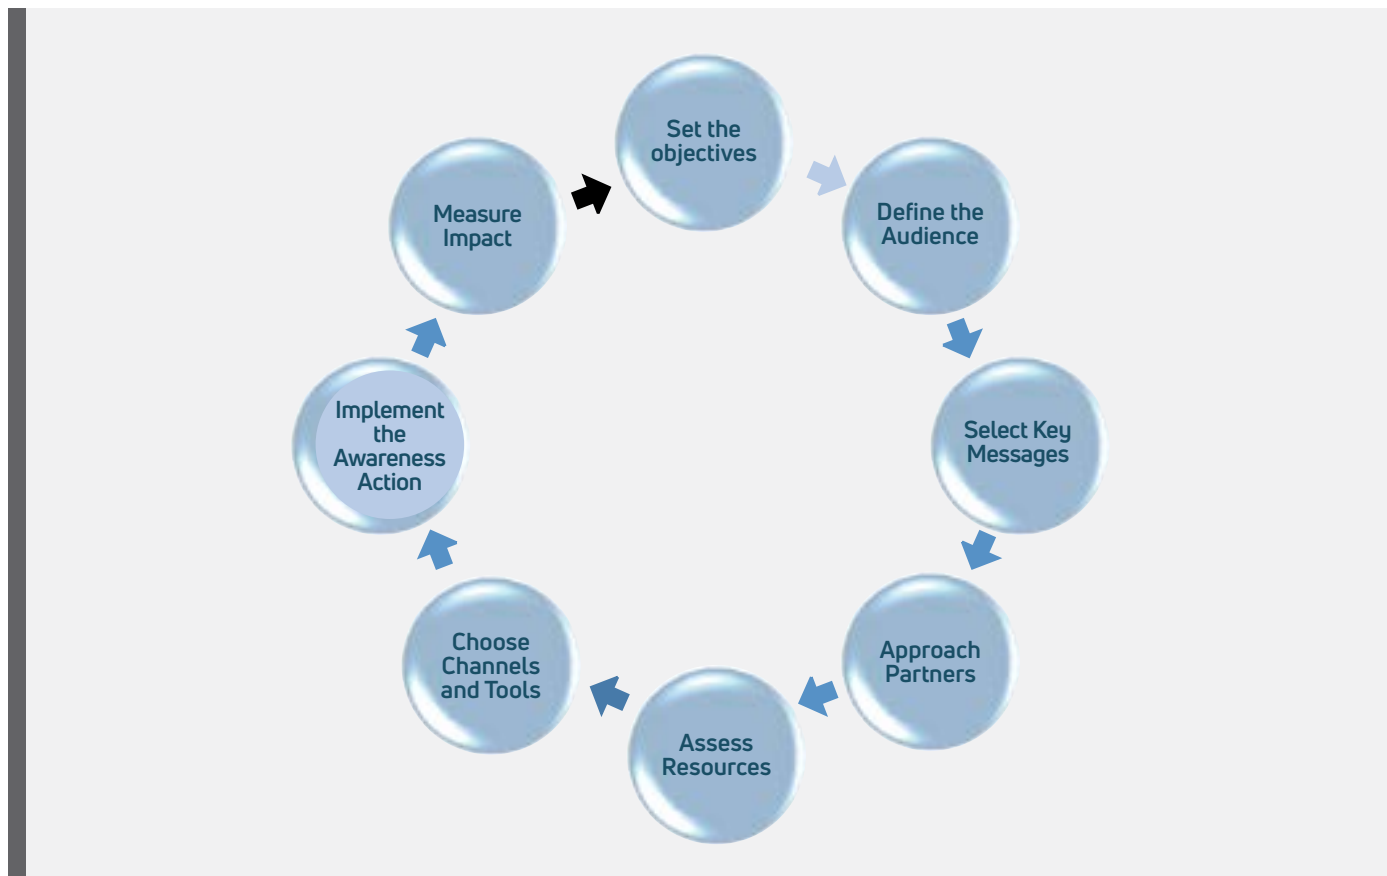 Set the
objectives
Define the
Audience
Select Key
Messages
Approach
Partners
Assess
Resources
Choose
Channels
and Tools
Implement
the
Awareness
Action
Measure
Impact